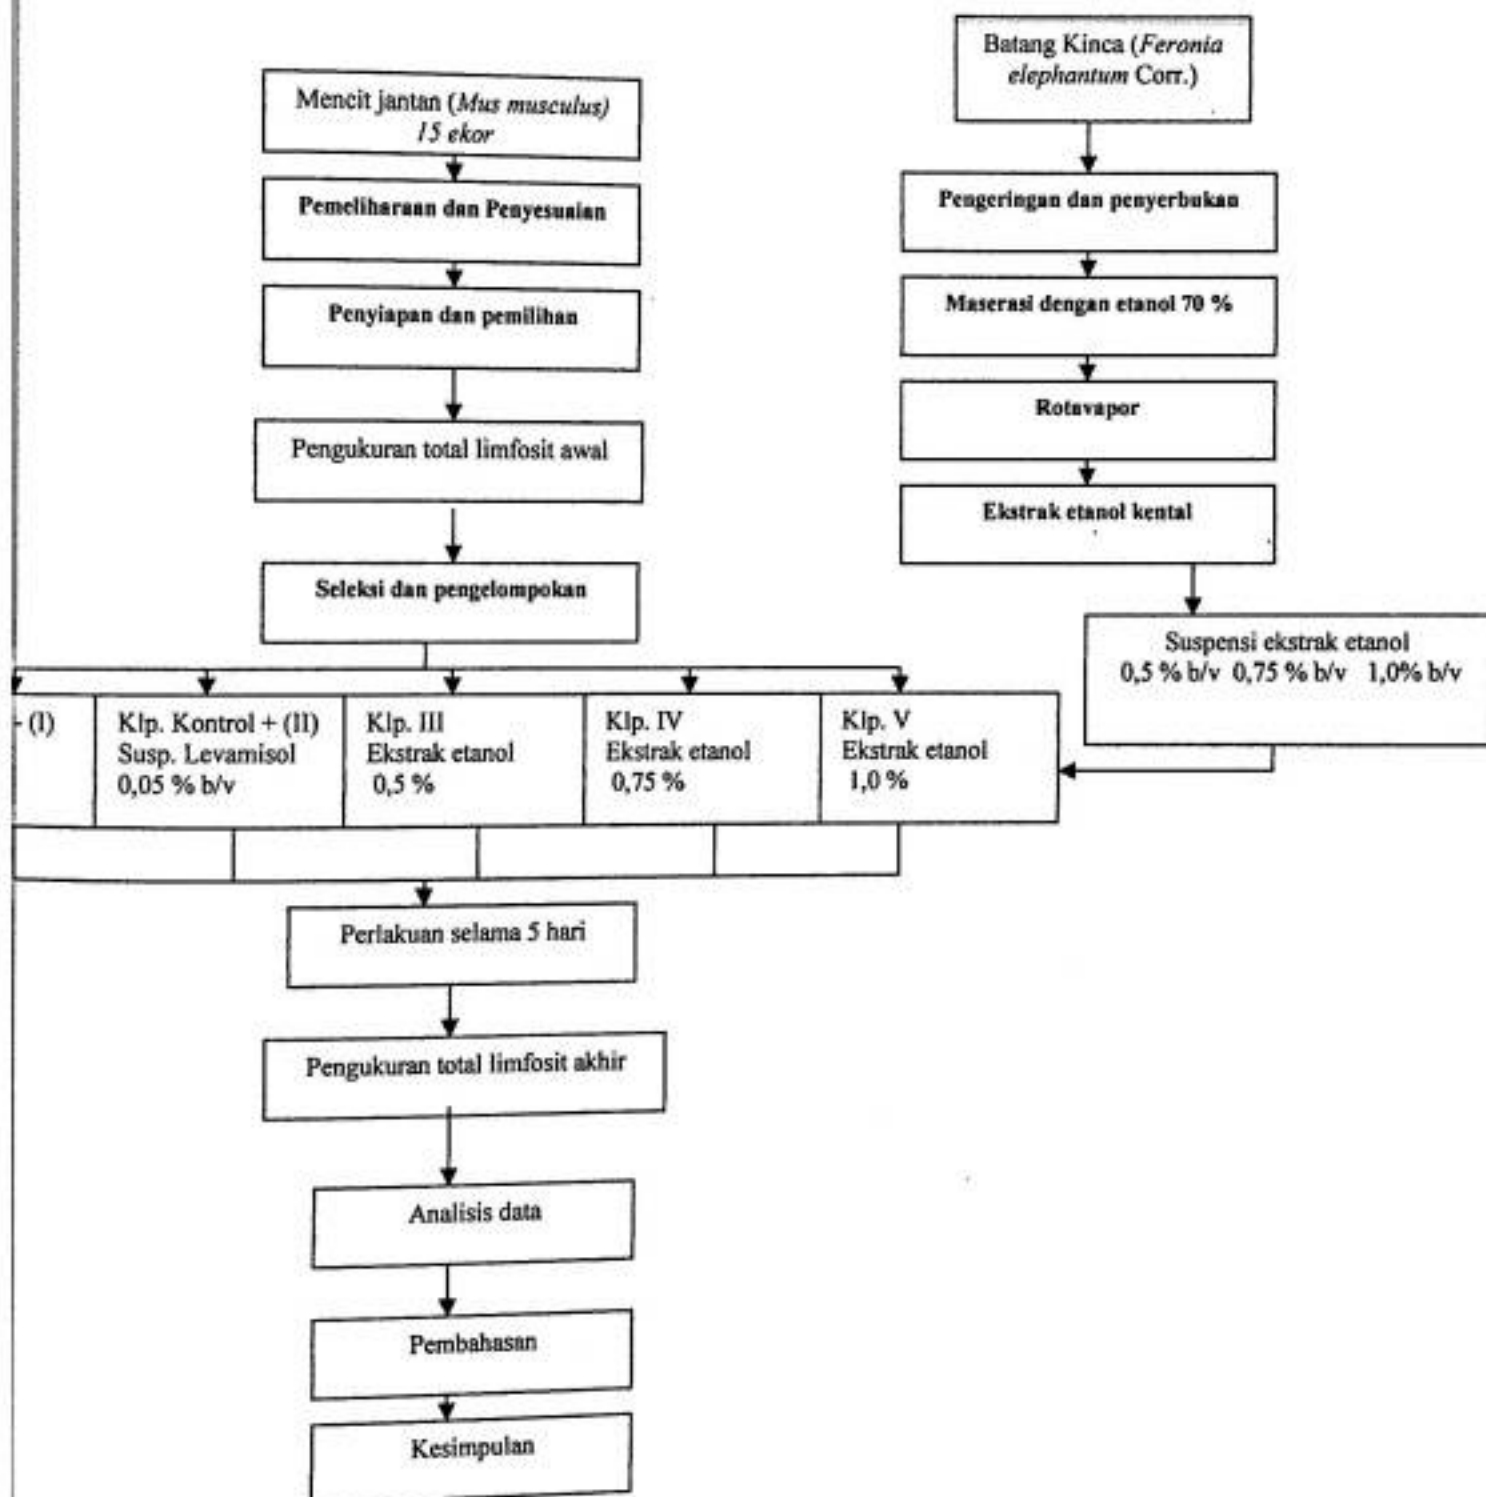 Batang Kinca (Feronia
elephantum Corr.)
Mencit jantan (Mus musculus)
15 ekor
Pengeringan dan penyerbukan
Pemeliharaan dan Penyesuaian
Maserasi dengan etanol 70 %
Penyiapan dan pemilihan
Rotavapor
Pengukuran total limfosit awal
Ekstrak etanol kental
Seleksi dan pengelompokan
Suspensi ekstrak etanol
0,5 % b/v 0,75 % b/v 1,0% b/v
- (I)
Klp. Kontrol + (II)
Susp. Levamisol
0,05 % b/v
Klp. III
Ekstrak etanol
0,5 %
Klp. IV
Ekstrak etanol
0,75 %
Klp. V
Ekstrak etanol
1,0 %
Perlakuan selama 5 hari
Pengukuran total limfosit akhir
Analisis data
Pembahasan
Kesimpulan